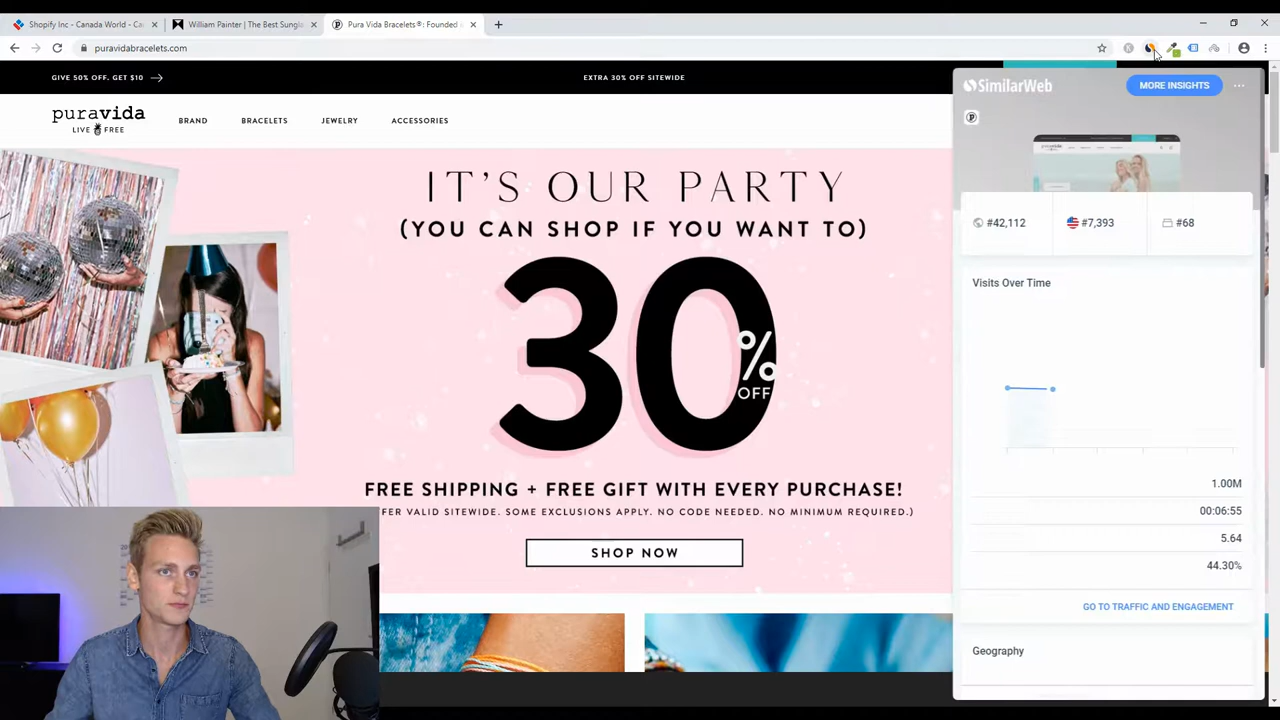 Shopify Inc - Canada World - Ca
William Painter | The Best Sungla
Pura Vida Bracelets®: Founded
puravidabracelets.com
GIVE 50% OFF. GET $10
EXTRA 30% OFF SITEWIDE
puravida
LIVE FREE
BRAND
BRACELETS
JEWELRY
ACCESSORIES
IT'S OUR PARTY
(YOU CAN SHOP IF YOU WANT TO)
30%
OFF
FREE SHIPPING + FREE GIFT WITH EVERY PURCHASE!
FER VALID SITEWIDE. SOME EXCLUSIONS APPLY. NO CODE NEEDED. NO MINIMUM REQUIRED.)
SHOP NOW
SimilarWeb
MORE INSIGHTS
#42,112
#7,393
#68
Visits Over Time
1.00M
00:06:55
5.64
44.30%
GO TO TRAFFIC AND ENGAGEMENT
Geography